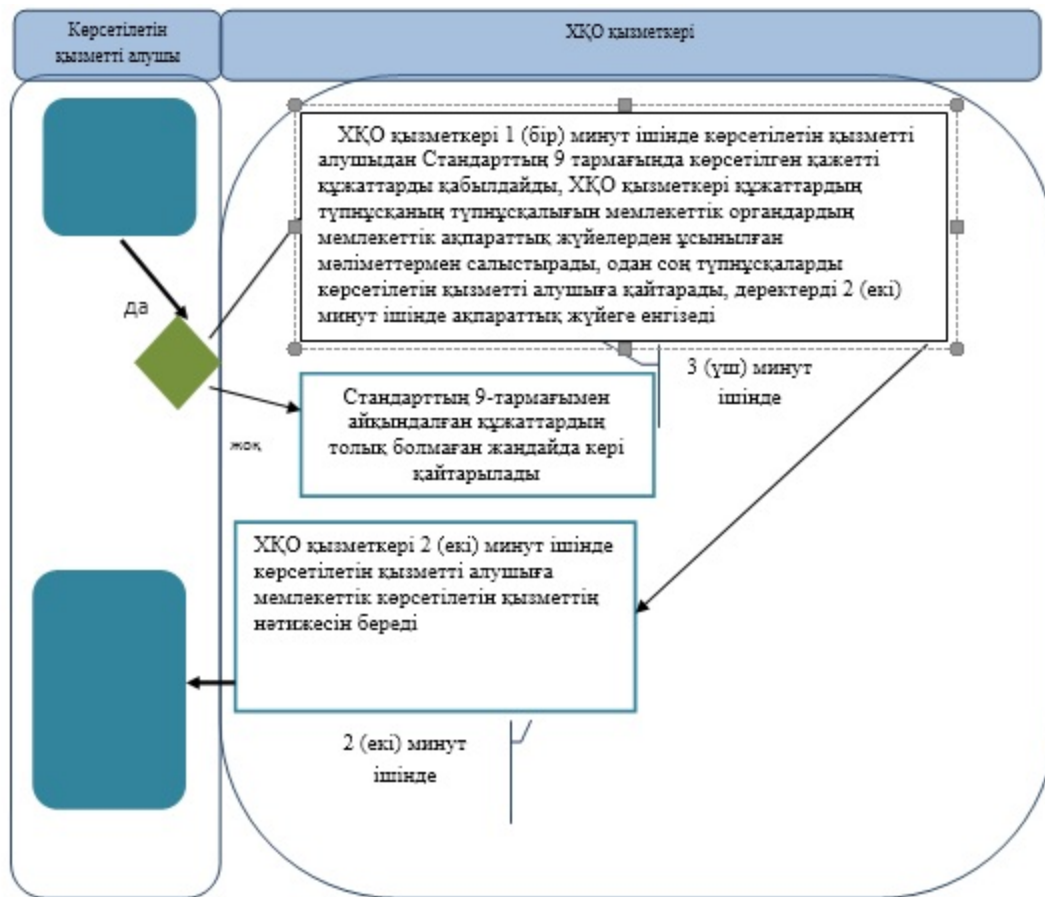 Көрсетілетін
қызметті алушы
ХҚО қызметкері
ХҚО қызметкері 1 (бір) минут ішінде көрсетілетін қызметті
алушыдан Стандарттың 9 тармағында көрсетілген қажетті
құжаттарды қабылдайды, ХҚО қызметкері құжаттардың
түпнұсқаның түпнұсқалығын мемлекеттік органдардың
мемлекеттік ақпараттық жүйелерден ұсынылған
мәліметтермен салыстырады, одан соң түпнұсқаларды
көрсетілетін қызметті алушыға қайтарады, деректерді 2 (екі)
минут ішінде ақпараттық жүйеге енгізеді
да
3 (үш) минут
ішінде
Стандарттың 9-тармағымен
айқындалған құжаттардың
толық болмаған жағдайда кері
қайтарылады
жоқ
ХҚО қызметкері 2 (екі) минут ішінде
көрсетілетін қызметті алушыға
мемлекеттік көрсетілетін қызметтің
нәтижесін береді
2 (екі) минут
ішінде